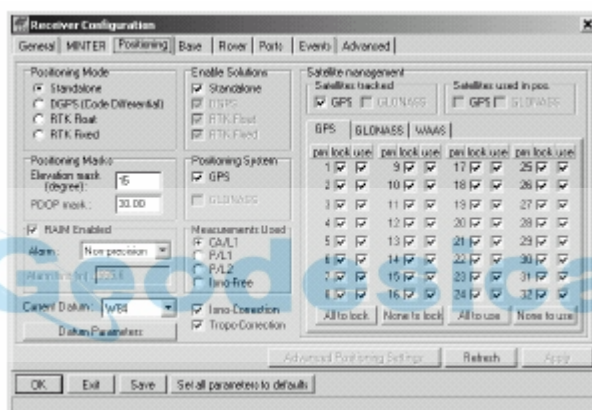 Receiver Configuration
General MINTER Positioning Base Rover Ports Events Advanced
Positioning Mode
Standalone
DGPS (Code Differential)
RTK Float
RTK Fixed
Enable Solutions
Standalone
DGPS
RTK Float
RTK Fixed
Satellite management
Satellites tracked
GPS GLONASS
Satellites used in pos.
GPS GLONASS
GPS GLONASS WAAS
Positioning Masks
Elevation mask (degree): 15
PDOP mask: 30.00
Positioning System
GPS
GLONASS
prn lock use prn lock use prn lock use prn lock use
1 9 17 25
2 10 18 26
3 11 19 27
4 12 20 28
5 13 21 29
6 14 22 30
7 15 23 31
8 16 24 32
RAIM Enabled
Alarm: Non precision
Measurements Used
CA/L1
P/L1
P/L2
Iono-Free
Current Datum: W84
Datum Parameters
Iono-Correction
Tropo-Correction
All to lock None to lock All to use None to use
Advanced Positioning Settings Refresh Apply
OK Exit Save Set all parameters to defaults